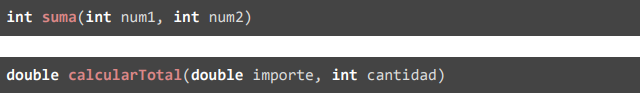 int suma(int num1, int num2)
double calcularTotal(double importe, int cantidad)